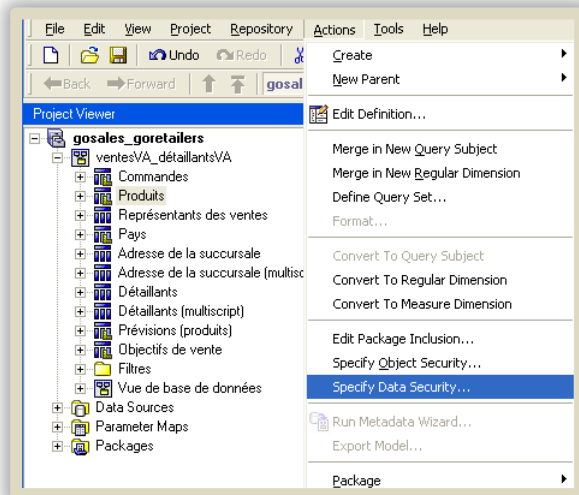 File Edit View Project Repository Actions Tools Help
Undo Redo
Back Forward gosal
Project Viewer
gosales_goretailers
ventesVA_détaillantsVA
Commandes
Produits
Représentants des ventes
Pays
Adresse de la succursale
Adresse de la succursale (multisc
Détaillants
Détaillants (multiscript)
Prévisions (produits)
Objectifs de vente
Filtres
Vue de base de données
Data Sources
Parameter Maps
Packages
Create
New Parent
Edit Definition...
Merge in New Query Subject
Merge in New Regular Dimension
Define Query Set...
Format...
Convert To Query Subject
Convert To Regular Dimension
Convert To Measure Dimension
Edit Package Inclusion...
Specify Object Security...
Specify Data Security...
Run Metadata Wizard...
Export Model...
Package